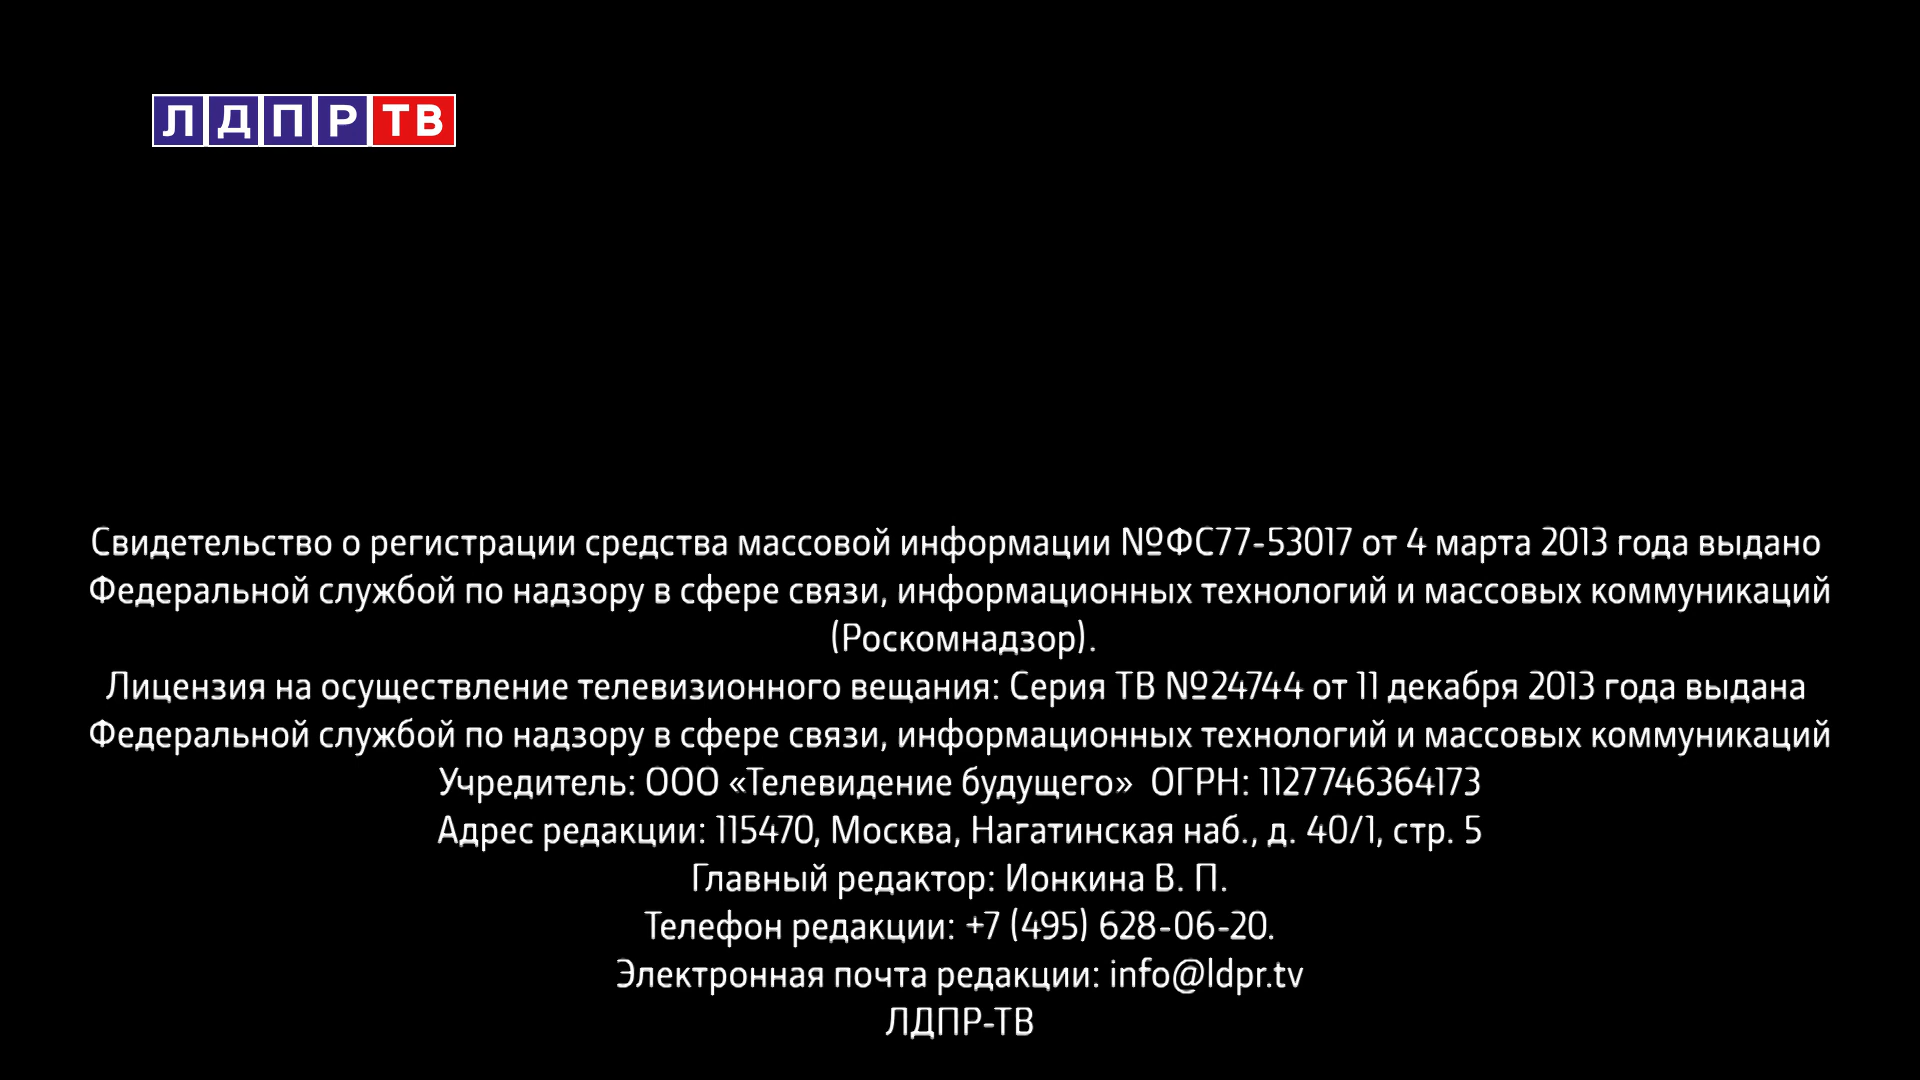 ЛДПР ТВ
Свидетельство о регистрации средства массовой информации №ФС77-53017 от 4 марта 2013 года выдано
Федеральной службой по надзору в сфере связи, информационных технологий и массовых коммуникаций
(Роскомнадзор).
Лицензия на осуществление телевизионного вещания: Серия ТВ №24744 от 11 декабря 2013 года выдана
Федеральной службой по надзору в сфере связи, информационных технологий и массовых коммуникаций
Учредитель: ООО «Телевидение будущего»  ОГРН: 1127746364173
Адрес редакции: 115470, Москва, Нагатинская наб., д. 40/1, стр. 5
Главный редактор: Ионкина В. П.
Телефон редакции: +7 (495) 628-06-20.
Электронная почта редакции: info@ldpr.tv
ЛДПР-ТВ